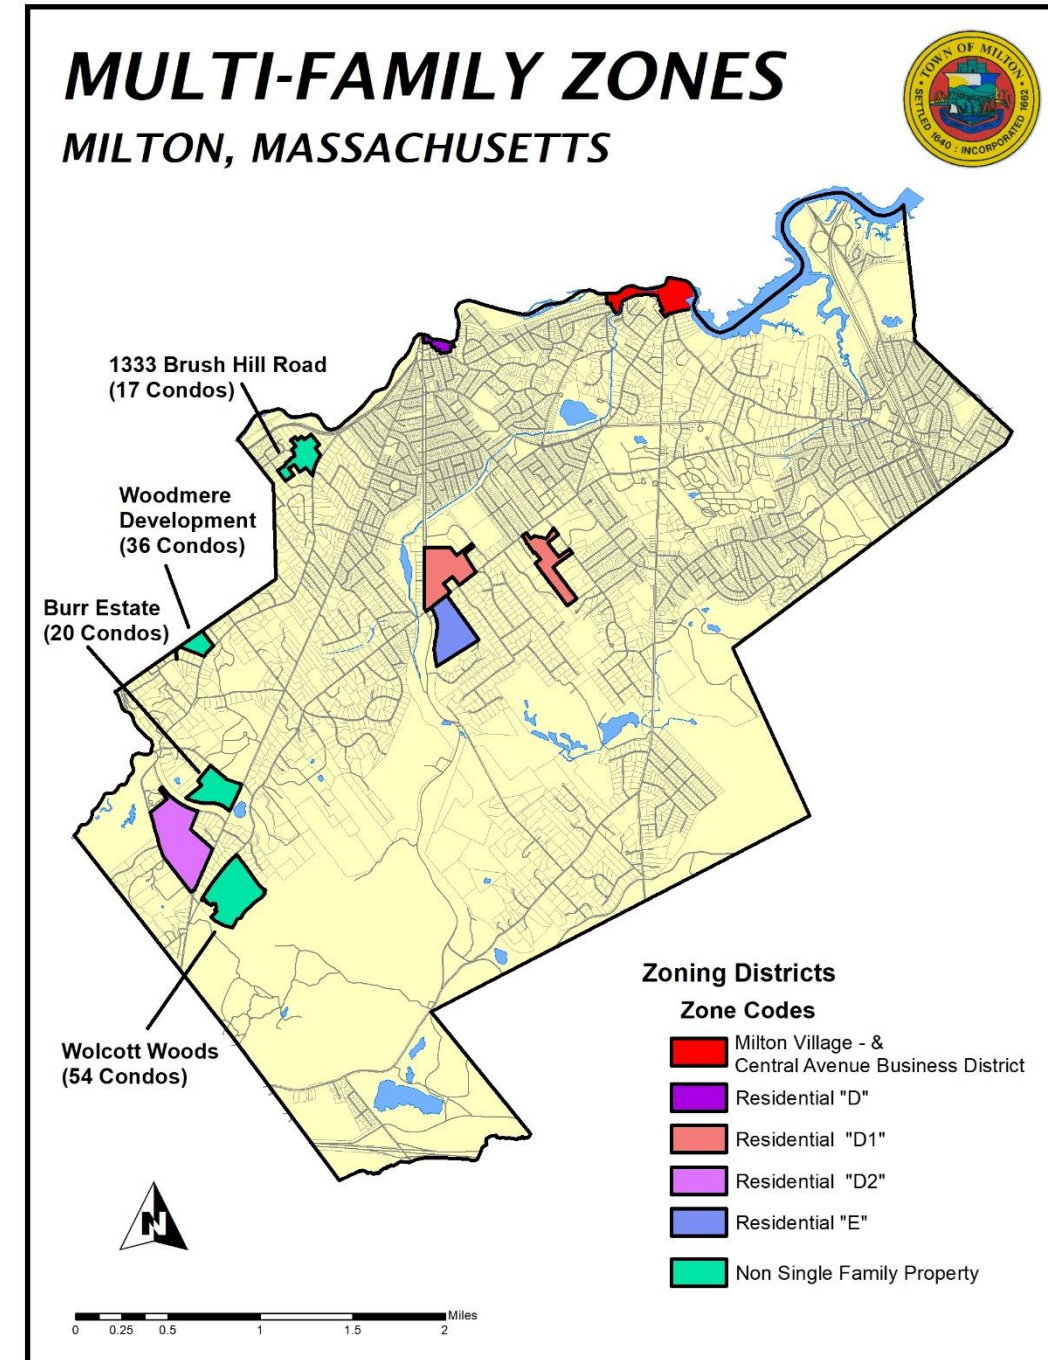 MULTI-FAMILY ZONES
MILTON, MASSACHUSETTS
TOWN OF MILTON
SETTLED 1640 : INCORPORATED 1662
1333 Brush Hill Road
(17 Condos)
Woodmere
Development
(36 Condos)
Burr Estate
(20 Condos)
Wolcott Woods
(54 Condos)
Zoning Districts
Zone Codes
Milton Village - &
Central Avenue Business District
Residential "D"
Residential "D1"
Residential "D2"
Residential "E"
Non Single Family Property
N
Miles
0 0.25 0.5 1 1.5 2